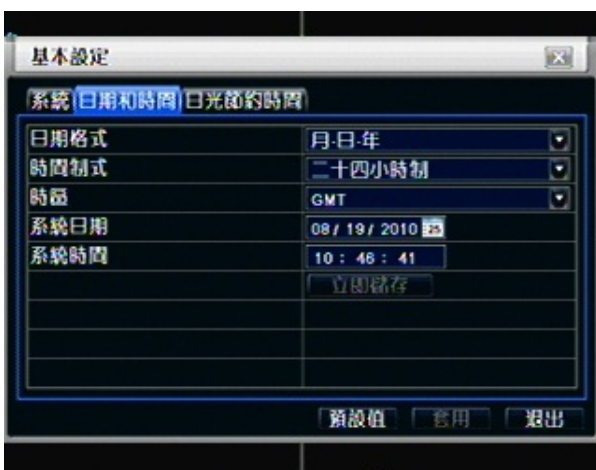 基本設定
系統 日期和時間 日光節約時間
日期格式 月-日-年
時間制式 二十四小時制
時區 GMT
系統日期 08/ 19/ 2010 25
系統時間 10 : 46 : 41
立即儲存
預設值 套用 退出